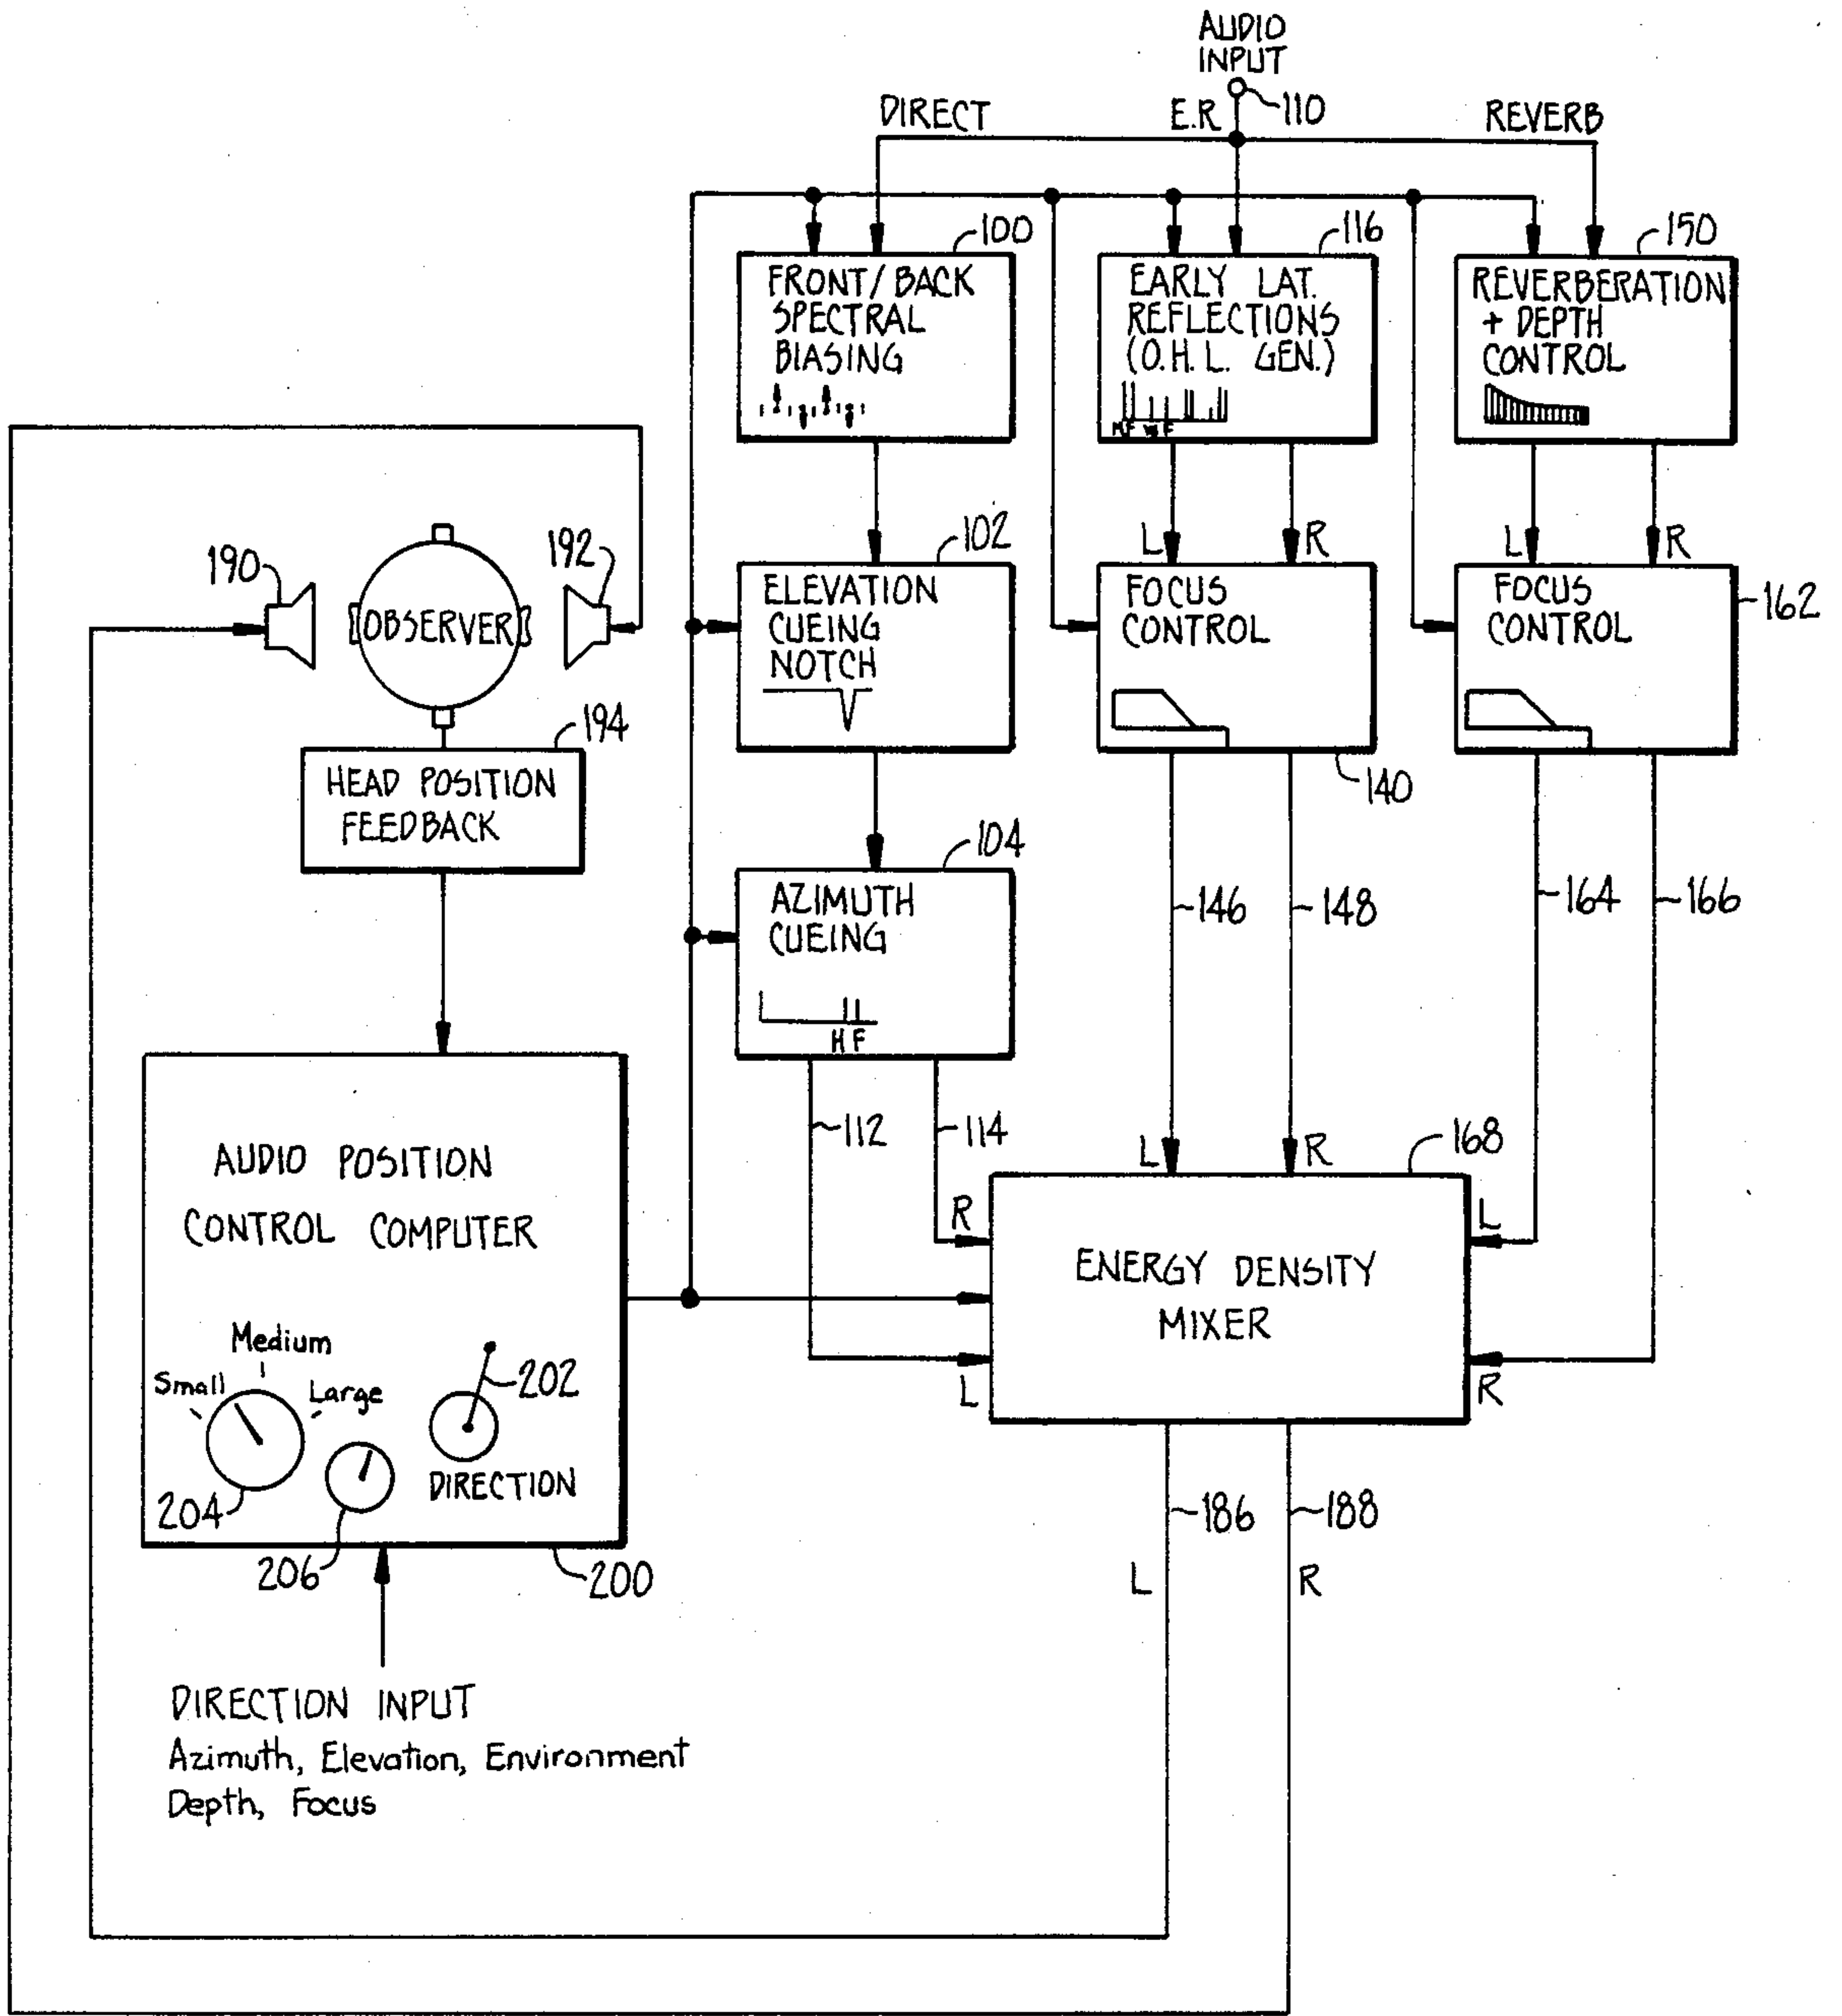 AUDIO
INPUT
110
DIRECT
E.R
REVERB
100
FRONT/BACK
SPECTRAL
BIASING
116
EARLY LAT.
REFLECTIONS
(O.H.L. GEN.)
150
REVERBERATION
+ DEPTH
CONTROL
L
R
L
R
190
OBSERVER
192
102
ELEVATION
CUEING
NOTCH
FOCUS
CONTROL
140
FOCUS
CONTROL
162
194
HEAD POSITION
FEEDBACK
104
AZIMUTH
CUEING
H F
146
148
164
166
112
114
L
R
168
R
L
L
R
ENERGY DENSITY
MIXER
AUDIO POSITION
CONTROL COMPUTER
Small
Medium
Large
202
DIRECTION
204
206
200
186
188
L
R
DIRECTION INPUT
Azimuth, Elevation, Environment
Depth, Focus